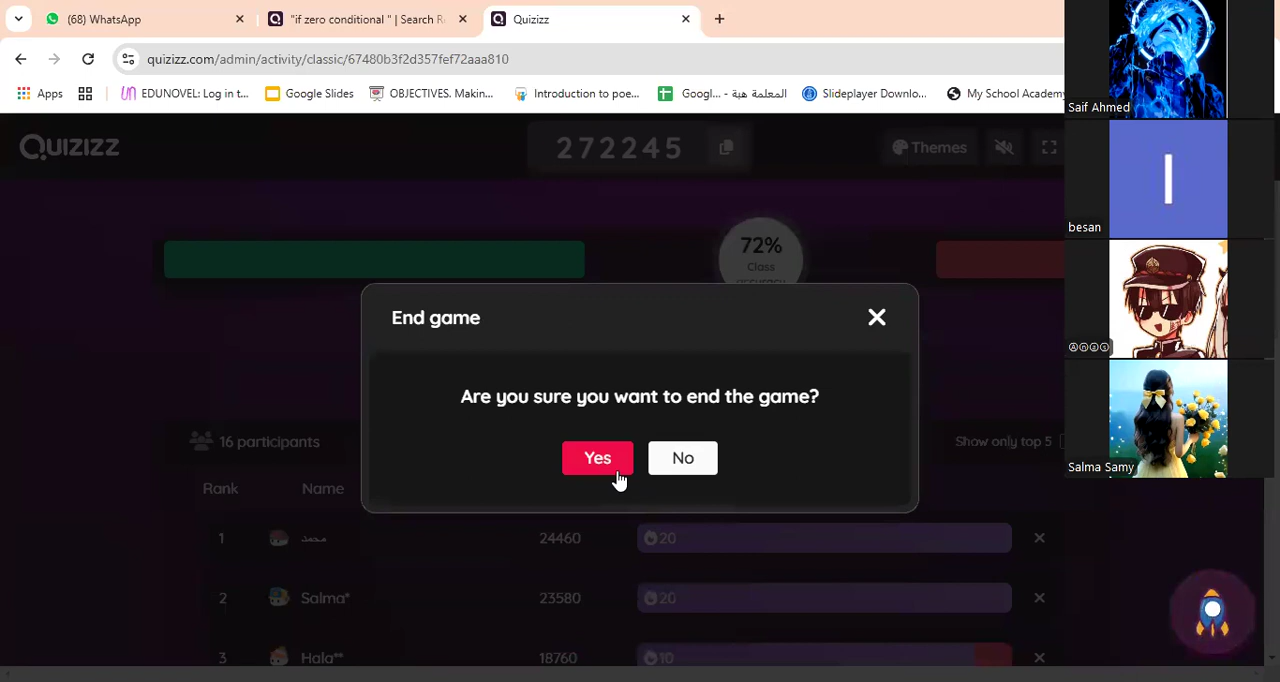 (68) WhatsApp
"if zero conditional " | Search R
Quizizz
quizizz.com/admin/activity/classic/67480b3f2d357fef72aaa810
Apps
EDUNOVEL: Log in t...
Google Slides
OBJECTIVES. Makin...
Introduction to poe...
المعلمة هبة - Googl...
Slideplayer Downlo...
My School Academy
Saif Ahmed
QUIZIZZ
272245
Themes
besan
72%
Class
accuracy
End game
Are you sure you want to end the game?
Yes
No
16 participants
Show only top 5
Salma Samy
Rank
Name
1
محمد
24460
20
2
Salma*
23580
20
3
Hala**
18760
10